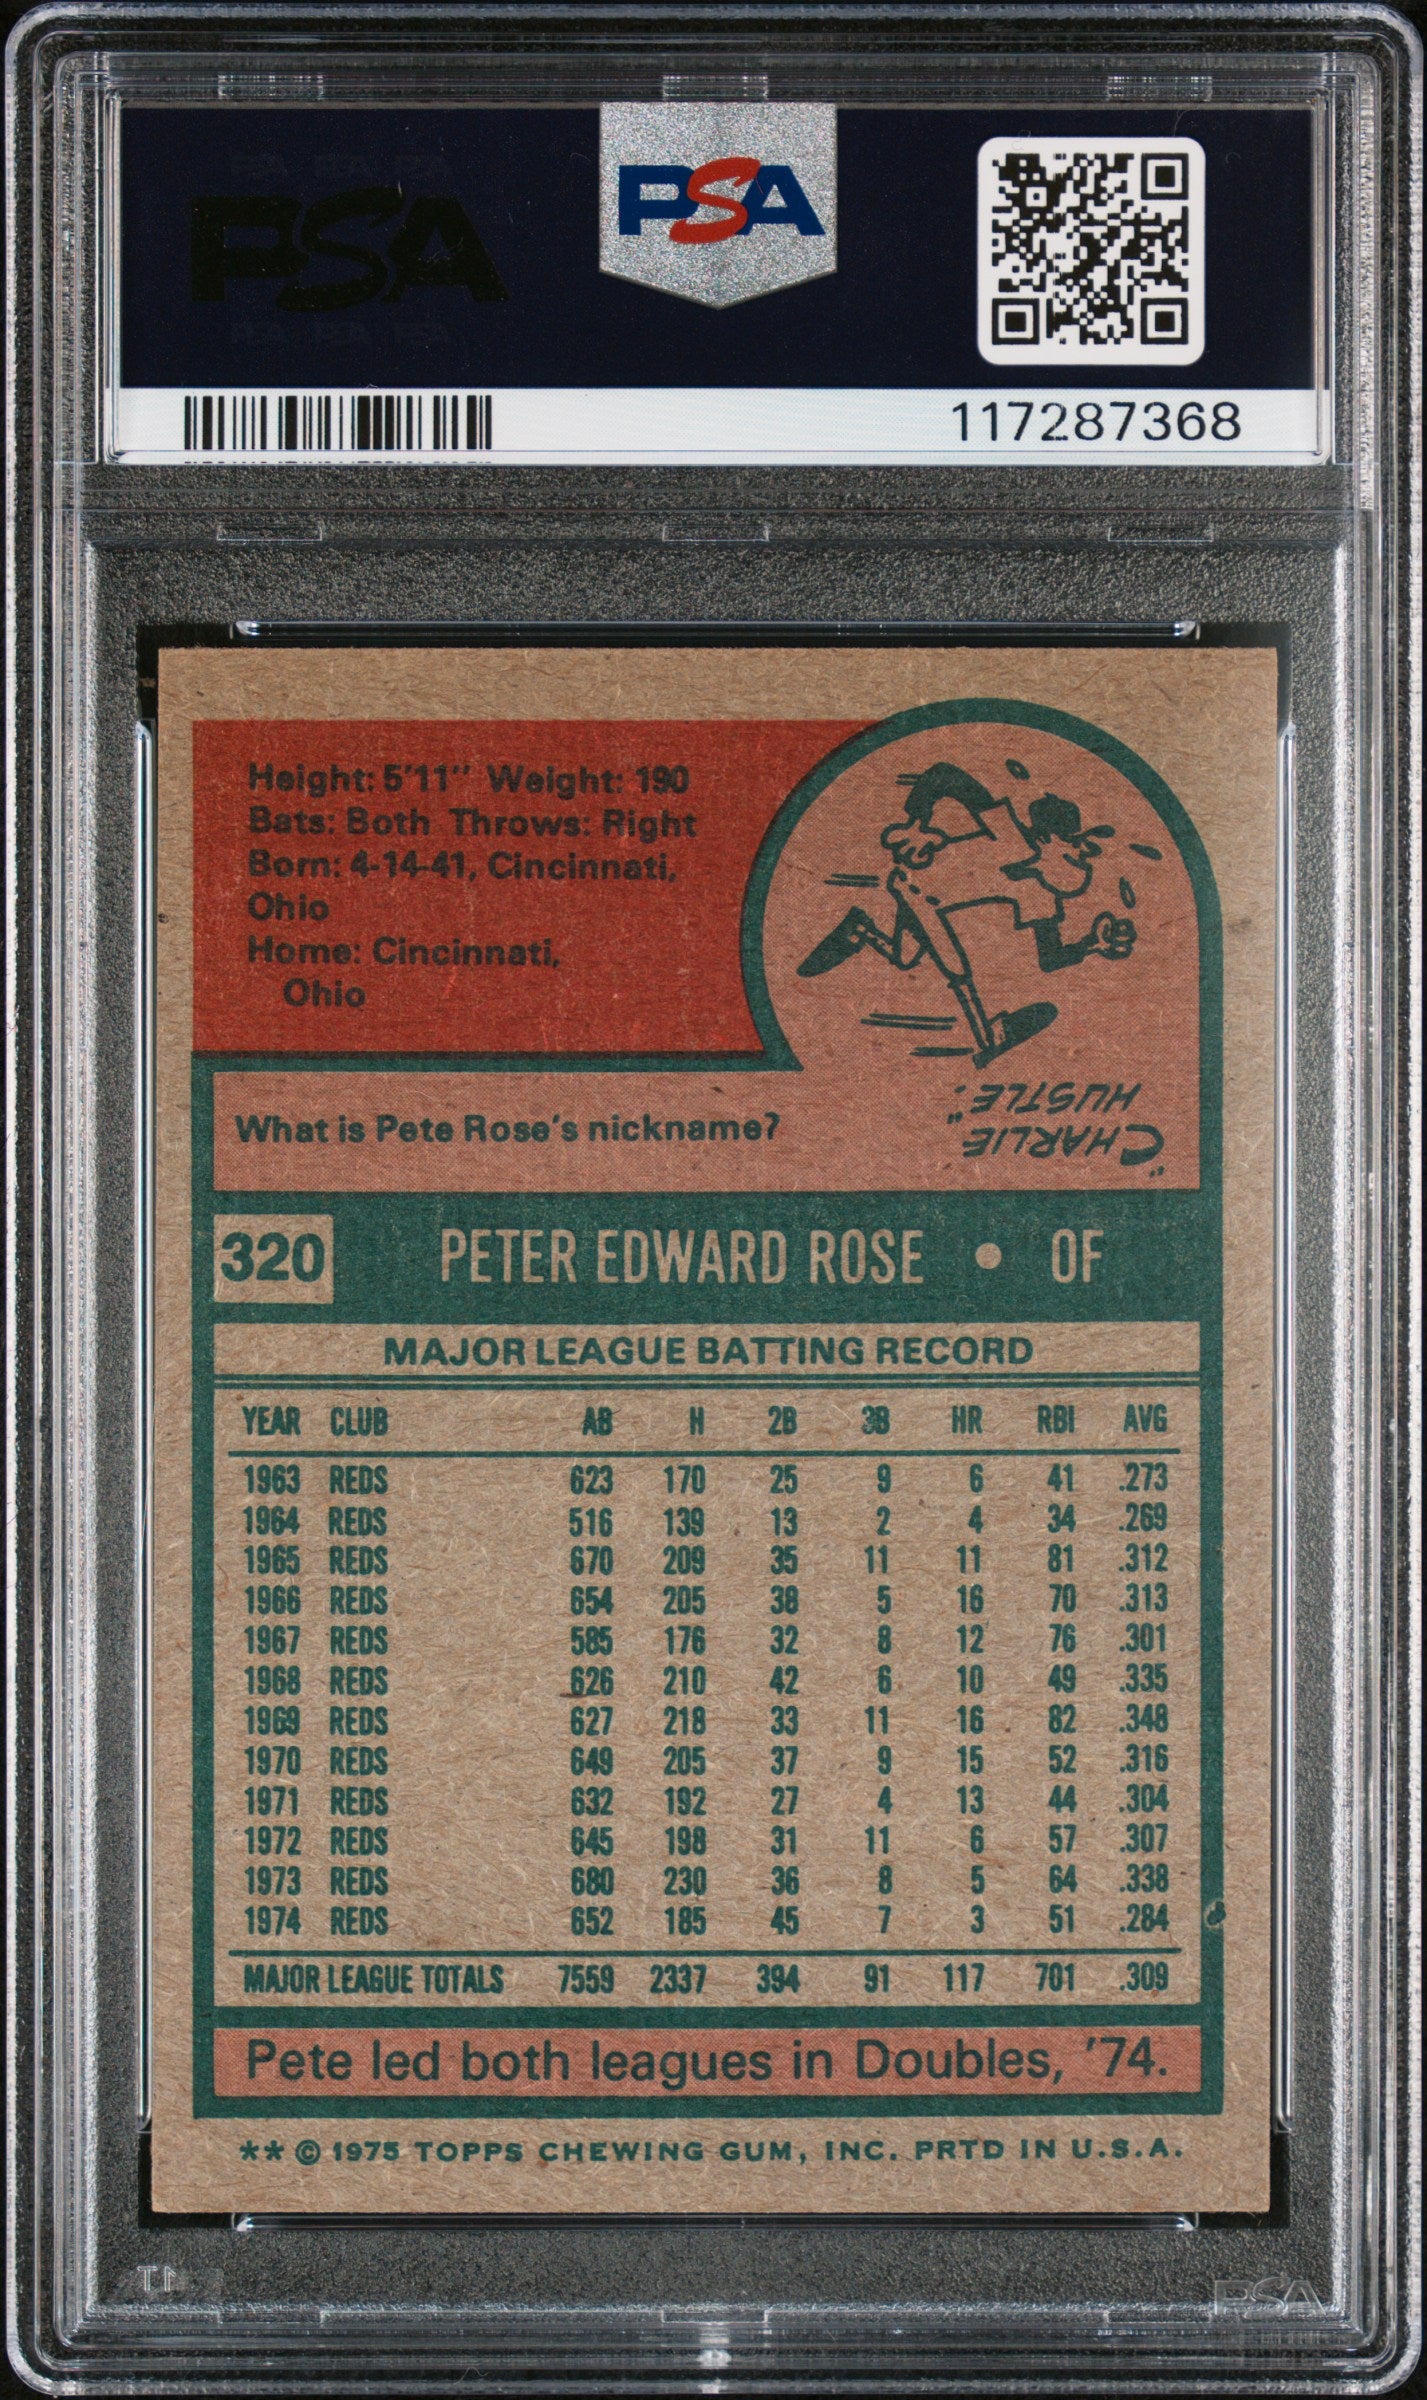 PSA
PSA
117287368
Height: 5'11" Weight: 190
Bats: Both Throws: Right
Born: 4-14-41, Cincinnati,
Ohio
Home: Cincinnati,
Ohio
What is Pete Rose's nickname?
"CHARLIE
HUSTLE."
320 PETER EDWARD ROSE • OF
MAJOR LEAGUE BATTING RECORD
YEAR CLUB AB H 2B 3B HR RBI AVG
1963 REDS 623 170 25 9 6 41 .273
1964 REDS 516 139 13 2 4 34 .269
1965 REDS 670 209 35 11 11 81 .312
1966 REDS 654 205 38 5 16 70 .313
1967 REDS 585 176 32 8 12 76 .301
1968 REDS 626 210 42 6 10 49 .335
1969 REDS 627 218 33 11 16 82 .348
1970 REDS 649 205 37 9 15 52 .316
1971 REDS 632 192 27 4 13 44 .304
1972 REDS 645 198 31 11 6 57 .307
1973 REDS 680 230 36 8 5 64 .338
1974 REDS 652 185 45 7 3 51 .284
MAJOR LEAGUE TOTALS 7559 2337 394 91 117 701 .309
Pete led both leagues in Doubles, '74.
** © 1975 TOPPS CHEWING GUM, INC. PRTD IN U.S.A.
PSA